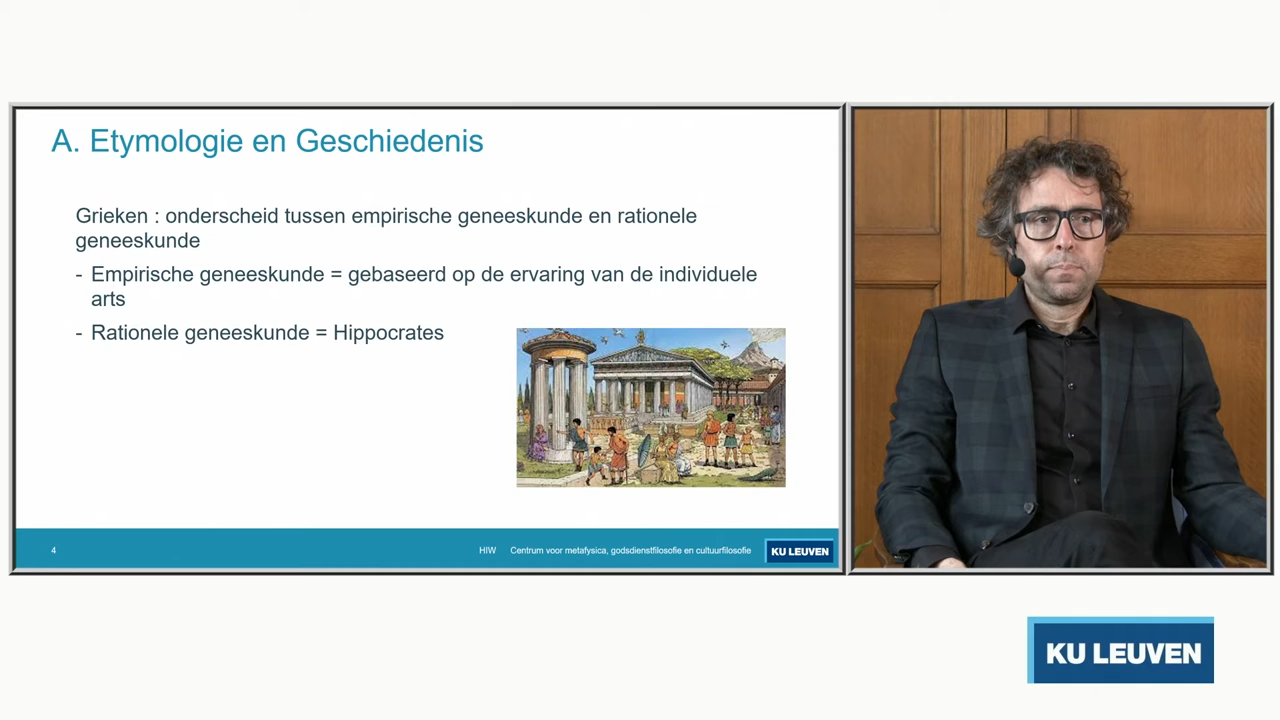 A. Etymologie en Geschiedenis
Grieken : onderscheid tussen empirische geneeskunde en rationele
geneeskunde
- Empirische geneeskunde = gebaseerd op de ervaring van de individuele
arts
- Rationele geneeskunde = Hippocrates
4
HIW Centrum voor metafysica, godsdienstfilosofie en cultuurfilosofie
KU LEUVEN
KU LEUVEN